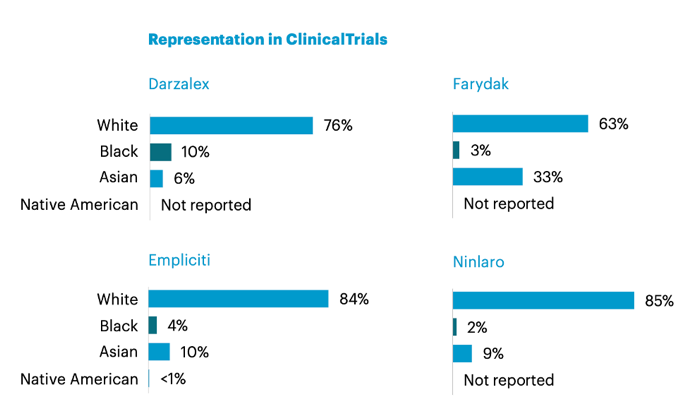 Representation in ClinicalTrials
Darzalex
White 76%
Black 10%
Asian 6%
Native American Not reported
Farydak
63%
3%
33%
Not reported
Empliciti
White 84%
Black 4%
Asian 10%
Native American <1%
Ninlaro
85%
2%
9%
Not reported